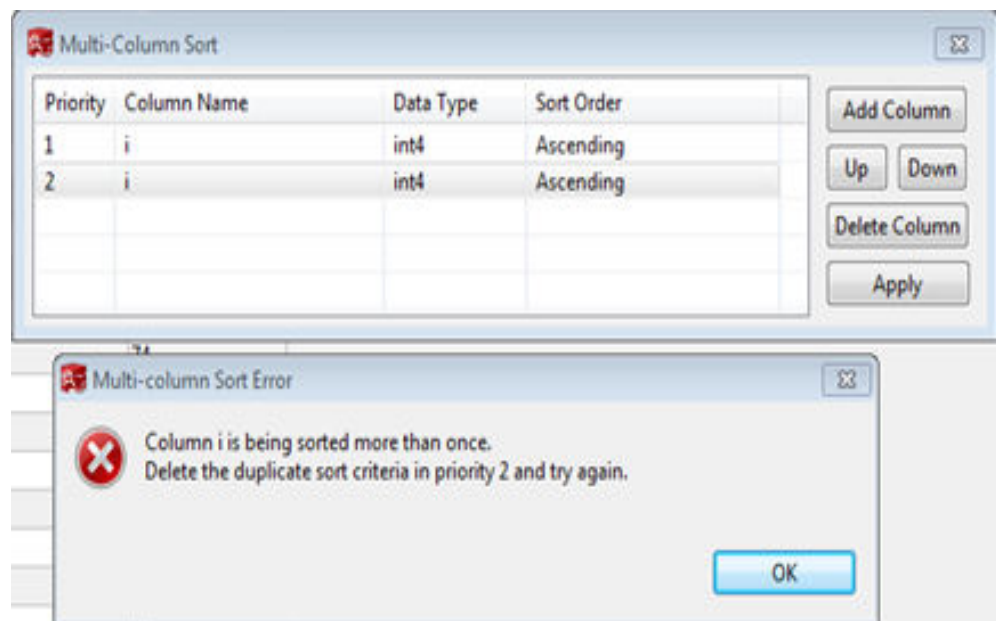 Multi-Column Sort
Priority Column Name Data Type Sort Order
1 i int4 Ascending
2 i int4 Ascending
Add Column
Up Down
Delete Column
Apply
Multi-column Sort Error
Column i is being sorted more than once.
Delete the duplicate sort criteria in priority 2 and try again.
OK